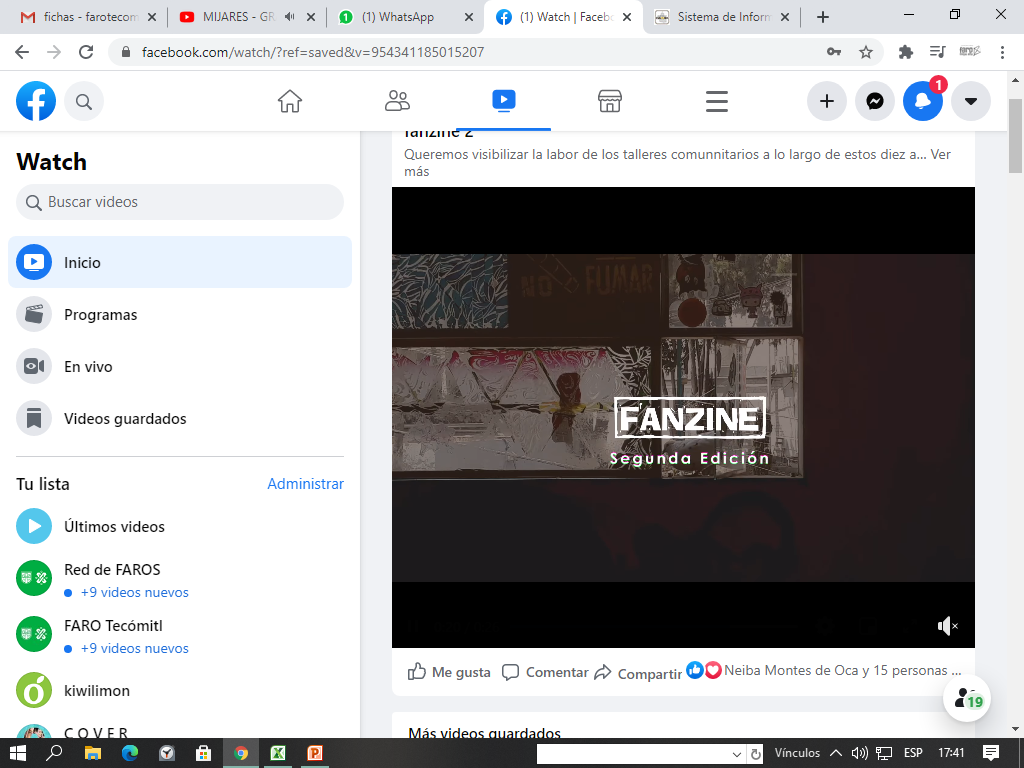 fichas - farotecom
MIJARES - GR
(1) WhatsApp
(1) Watch | Faceb
Sistema de Inform
facebook.com/watch/?ref=saved&v=954341185015207
1
Watch
Buscar videos
Inicio
Programas
En vivo
Videos guardados
Tu lista
Administrar
Últimos videos
Red de FAROS
+9 videos nuevos
FARO Tecómitl
+9 videos nuevos
kiwilimon
C O V E R
fanzine 2
Queremos visibilizar la labor de los talleres comunnitarios a lo largo de estos diez a... Ver
más
NO FUMAR
FANZINE
Segunda Edición
Me gusta
Comentar
Compartir
Neiba Montes de Oca y 15 personas ...
19
Más videos guardados
Vínculos
ESP
17:41